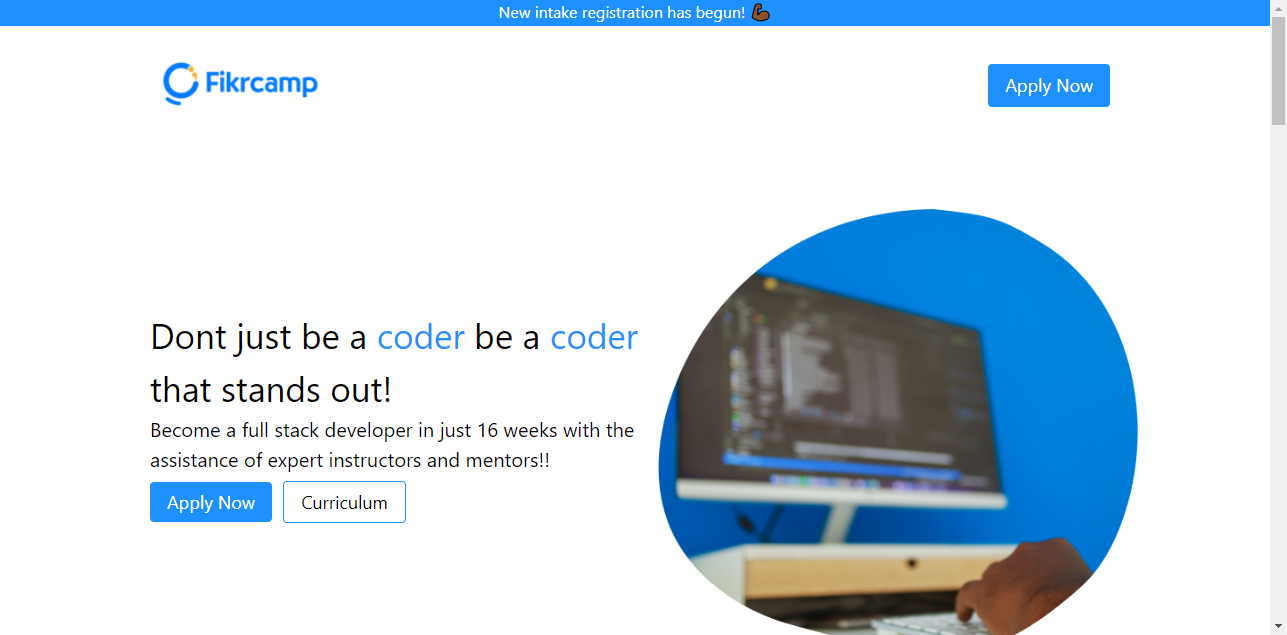 New intake registration has begun! 💪🏿
Fikrcamp
Apply Now
Dont just be a coder be a coder
that stands out!
Become a full stack developer in just 16 weeks with the
assistance of expert instructors and mentors!!
Apply Now
Curriculum